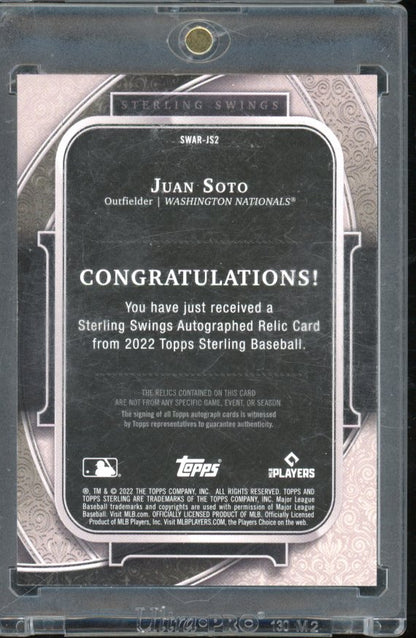 STERLING SWINGS
SWAR-JS2
JUAN SOTO
Outfielder | WASHINGTON NATIONALS®
CONGRATULATIONS!
You have just received a
Sterling Swings Autographed Relic Card
from 2022 Topps Sterling Baseball.
THE RELICS CONTAINED ON THIS CARD
ARE NOT FROM ANY SPECIFIC GAME, EVENT, OR SEASON.
The signing of all Topps autograph cards is witnessed
by Topps representatives to guarantee authenticity.
topps
PLAYERS
®, TM & © 2022 THE TOPPS COMPANY, INC. ALL RIGHTS RESERVED. TOPPS AND
TOPPS STERLING ARE TRADEMARKS OF THE TOPPS COMPANY, INC. Major League
Baseball trademarks and copyrights are used with permission of Major League
Baseball. Visit MLB.com. OFFICIALLY LICENSED PRODUCT OF MLB. Officially Licensed
Product of MLB Players, Inc. Visit MLBPLAYERS.com, the Players Choice on the web.
Ultra PRO 130 M2